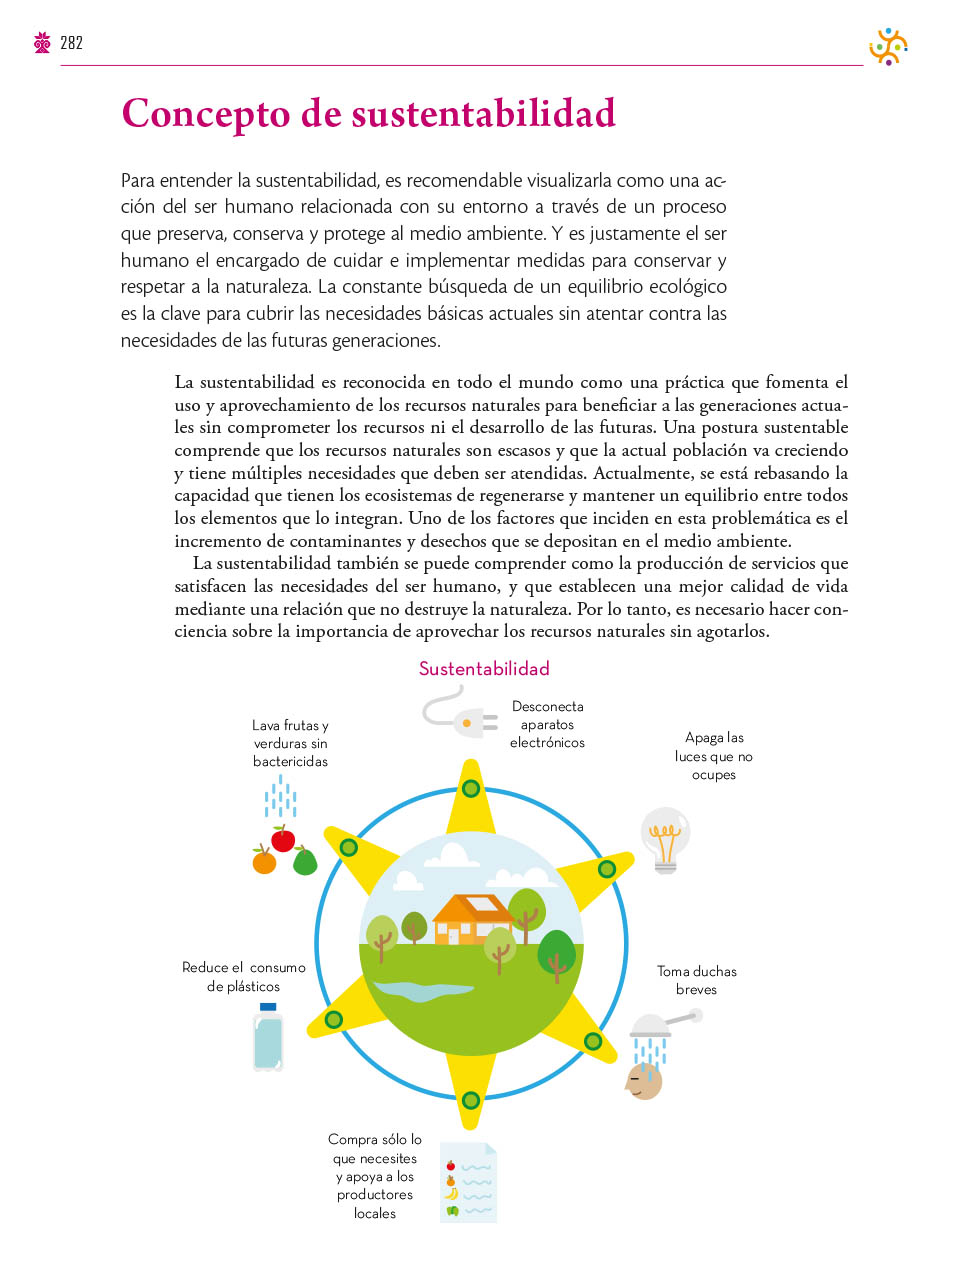 282
Concepto de sustentabilidad
Para entender la sustentabilidad, es recomendable visualizarla como una ac-
ción del ser humano relacionada con su entorno a través de un proceso
que preserva, conserva y protege al medio ambiente. Y es justamente el ser
humano el encargado de cuidar e implementar medidas para conservar y
respetar a la naturaleza. La constante búsqueda de un equilibrio ecológico
es la clave para cubrir las necesidades básicas actuales sin atentar contra las
necesidades de las futuras generaciones.
La sustentabilidad es reconocida en todo el mundo como una práctica que fomenta el
uso y aprovechamiento de los recursos naturales para beneficiar a las generaciones actua-
les sin comprometer los recursos ni el desarrollo de las futuras. Una postura sustentable
comprende que los recursos naturales son escasos y que la actual población va creciendo
y tiene múltiples necesidades que deben ser atendidas. Actualmente, se está rebasando la
capacidad que tienen los ecosistemas de regenerarse y mantener un equilibrio entre todos
los elementos que lo integran. Uno de los factores que inciden en esta problemática es el
incremento de contaminantes y desechos que se depositan en el medio ambiente.
La sustentabilidad también se puede comprender como la producción de servicios que
satisfacen las necesidades del ser humano, y que establecen una mejor calidad de vida
mediante una relación que no destruye la naturaleza. Por lo tanto, es necesario hacer con-
ciencia sobre la importancia de aprovechar los recursos naturales sin agotarlos.
Sustentabilidad
Desconecta
aparatos
electrónicos
Lava frutas y
verduras sin
bactericidas
Apaga las
luces que no
ocupes
Reduce el consumo
de plásticos
Toma duchas
breves
Compra sólo lo
que necesites
y apoya a los
productores
locales